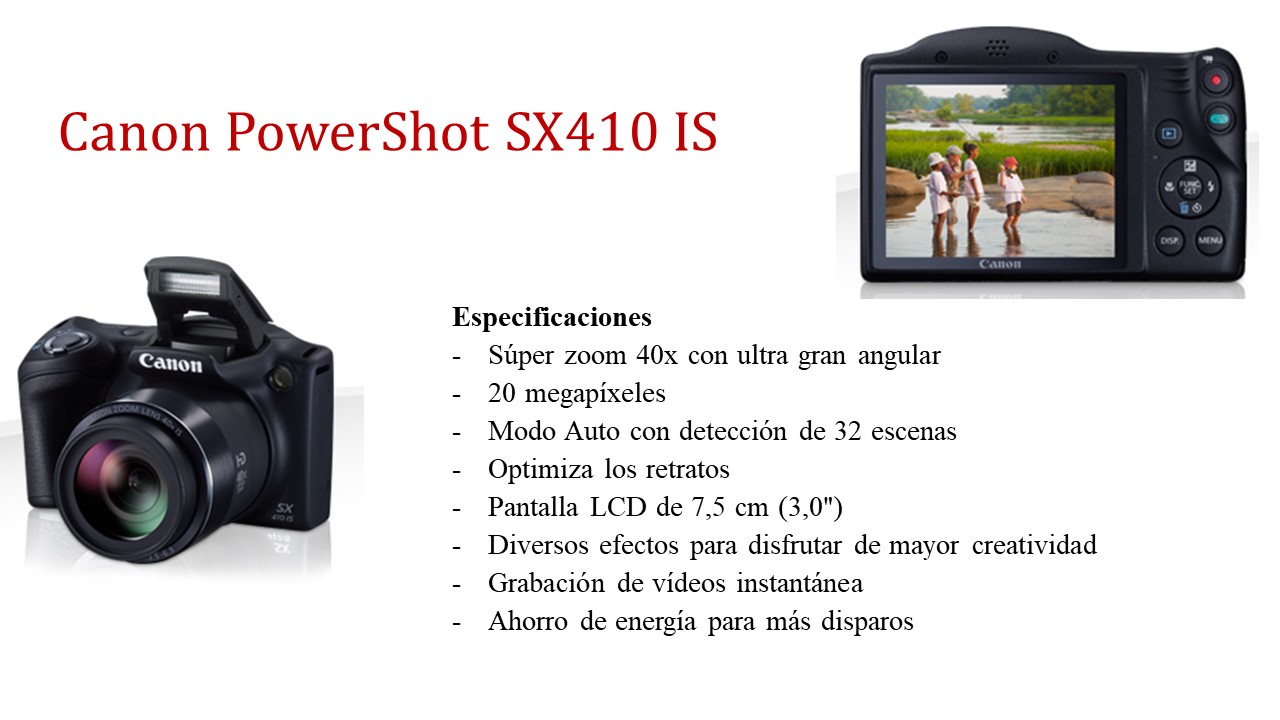 Canon PowerShot SX410 IS
FUNC.
SET
DISP.
MENU
Canon
Canon
ZOOM LENS 40x IS
SX
410 IS
Especificaciones
- Súper zoom 40x con ultra gran angular
- 20 megapíxeles
- Modo Auto con detección de 32 escenas
- Optimiza los retratos
- Pantalla LCD de 7,5 cm (3,0")
- Diversos efectos para disfrutar de mayor creatividad
- Grabación de vídeos instantánea
- Ahorro de energía para más disparos